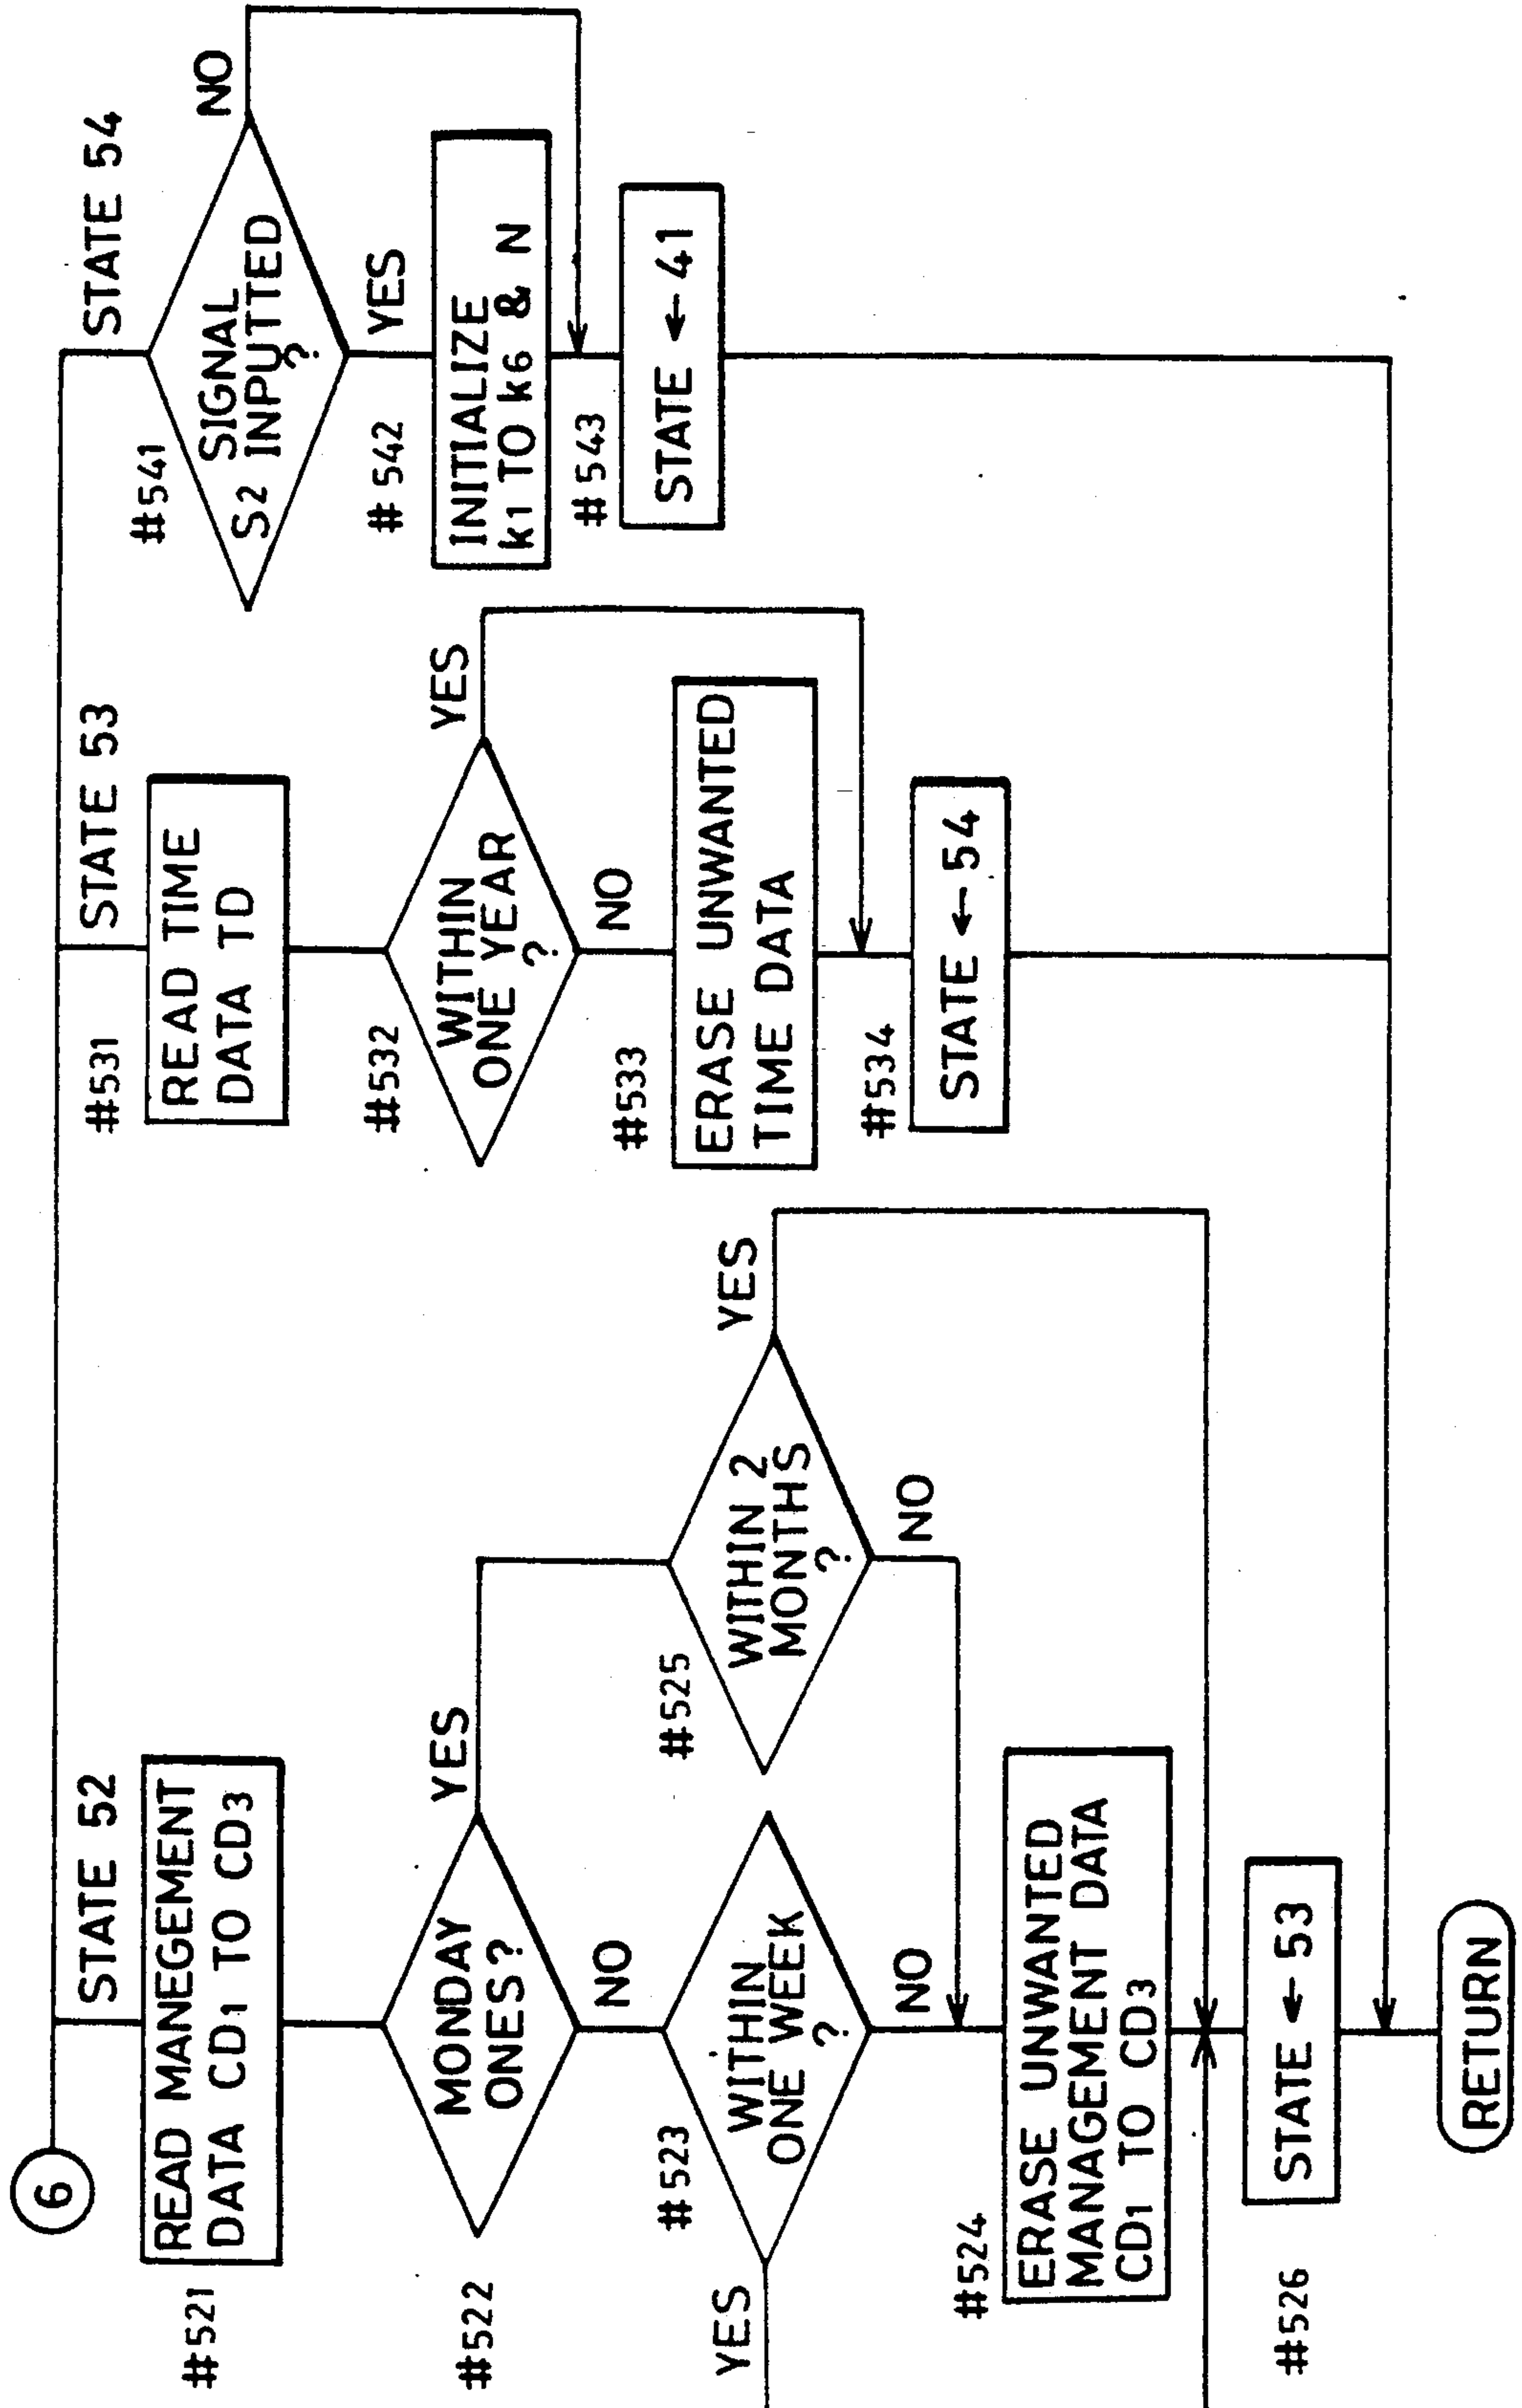 6
STATE 52
#521
READ MANEGEMENT
DATA CD1 TO CD3
#522
MONDAY
ONES?
YES
NO
#523
WITHIN
ONE WEEK
?
YES
NO
#525
WITHIN 2
MONTHS
?
YES
NO
#524
ERASE UNWANTED
MANAGEMENT DATA
CD1 TO CD3
#526
STATE ← 53
RETURN
STATE 53
#531
READ TIME
DATA TD
#532
WITHIN
ONE YEAR
?
YES
NO
#533
ERASE UNWANTED
TIME DATA
#534
STATE ← 54
STATE 54
#541
SIGNAL
S2 INPUTTED
?
NO
YES
#542
INITIALIZE
k1 TO k6 & N
#543
STATE ← 41